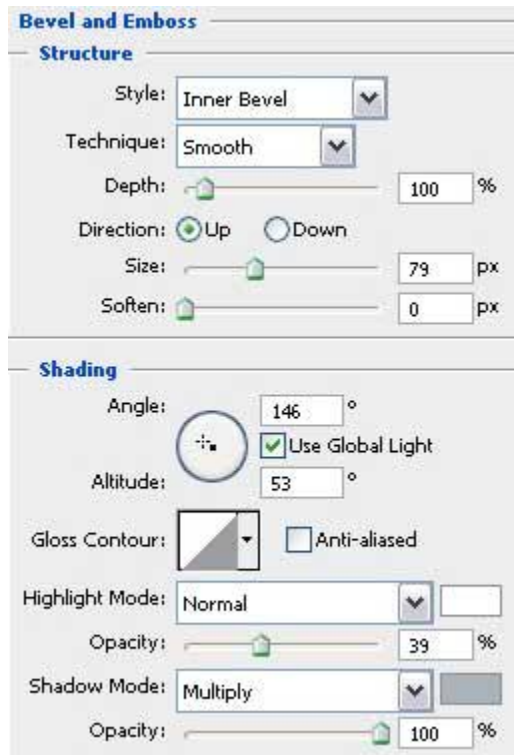 Bevel and Emboss
Structure
Style: Inner Bevel
Technique: Smooth
Depth: 100 %
Direction: Up Down
Size: 79 px
Soften: 0 px
Shading
Angle: 146 °
Use Global Light
Altitude: 53 °
Gloss Contour: Anti-aliased
Highlight Mode: Normal
Opacity: 39 %
Shadow Mode: Multiply
Opacity: 100 %